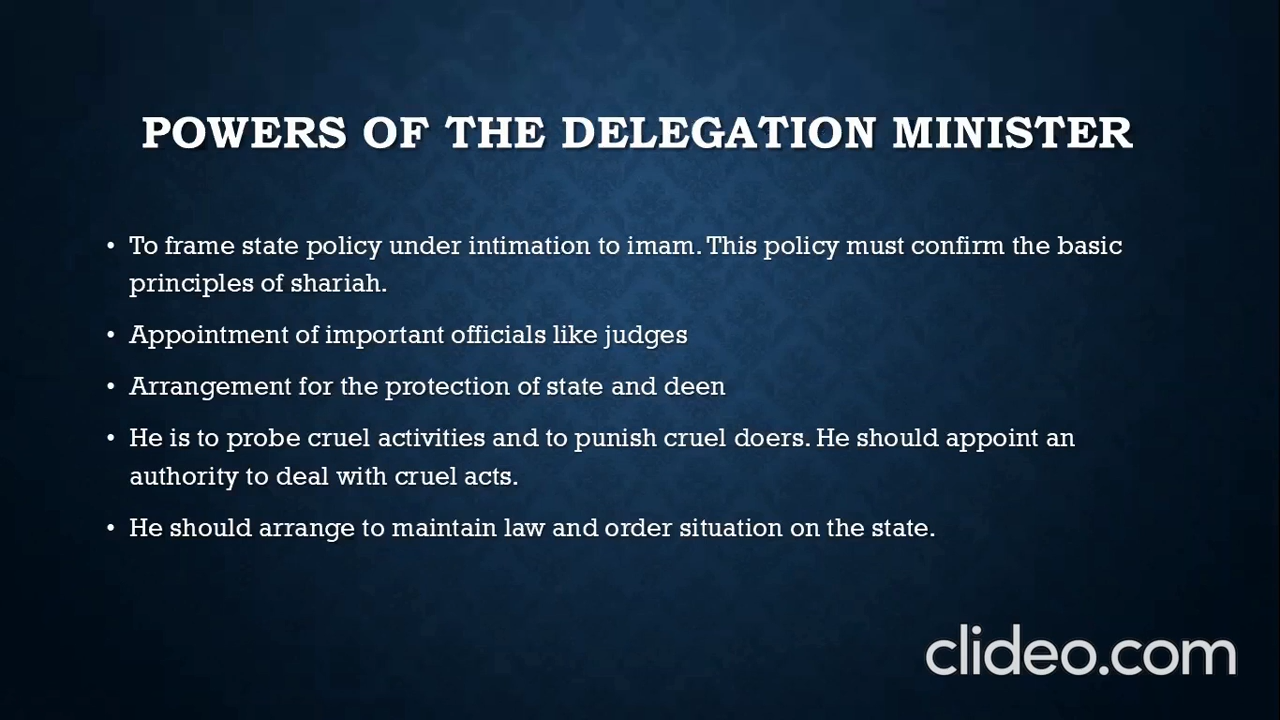 POWERS OF THE DELEGATION MINISTER
• To frame state policy under intimation to imam. This policy must confirm the basic
principles of shariah.
• Appointment of important officials like judges
• Arrangement for the protection of state and deen
• He is to probe cruel activities and to punish cruel doers. He should appoint an
authority to deal with cruel acts.
• He should arrange to maintain law and order situation on the state.
clideo.com